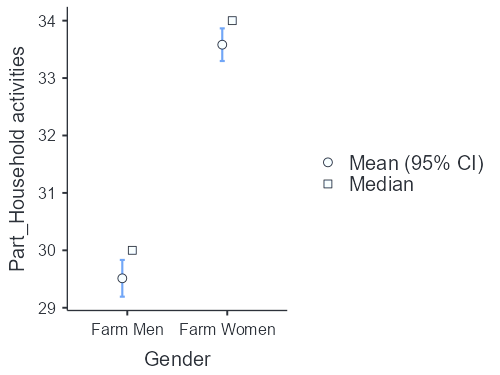 34
33
32
31
30
29
Part_Household activities
Farm Men
Farm Women
Gender
Mean (95% CI)
Median